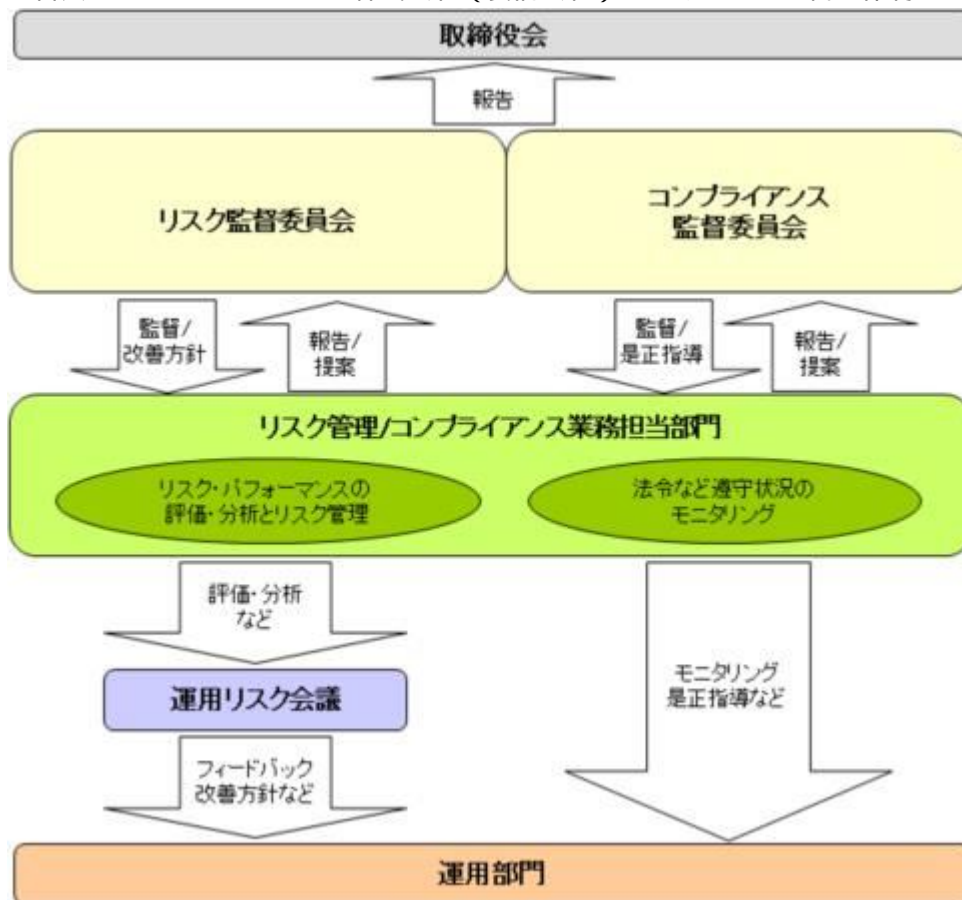 取締役会
報告
リスク監督委員会
コンプライアンス
監督委員会
監督/
改善方針
報告/
提案
監督/
是正指導
報告/
提案
リスク管理/コンプライアンス業務担当部門
リスク・パフォーマンスの
評価・分析とリスク管理
法令など遵守状況の
モニタリング
評価・分析
など
運用リスク会議
モニタリング
是正指導など
フィードバック
改善方針など
運用部門